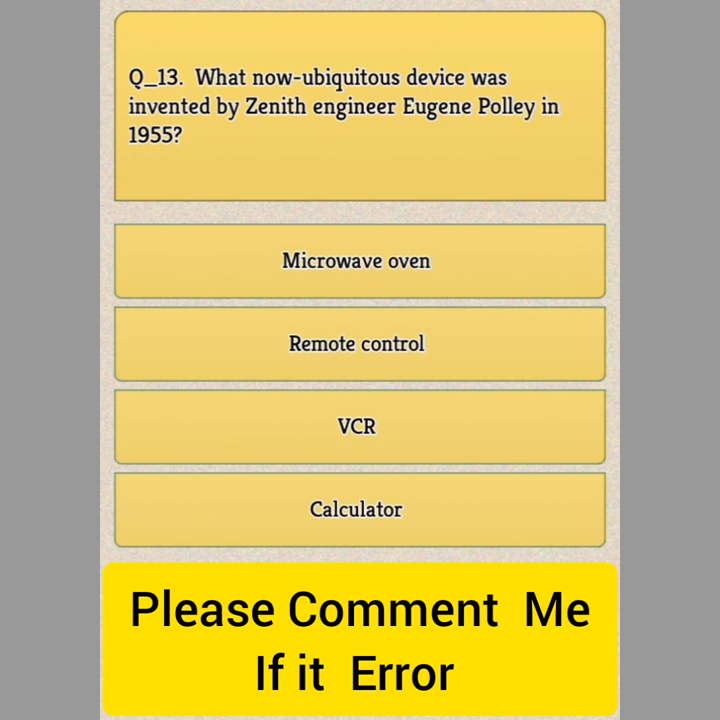 Q_13. What now-ubiquitous device was
invented by Zenith engineer Eugene Polley in
1955?
Microwave oven
Remote control
VCR
Calculator
Please Comment Me
If it Error